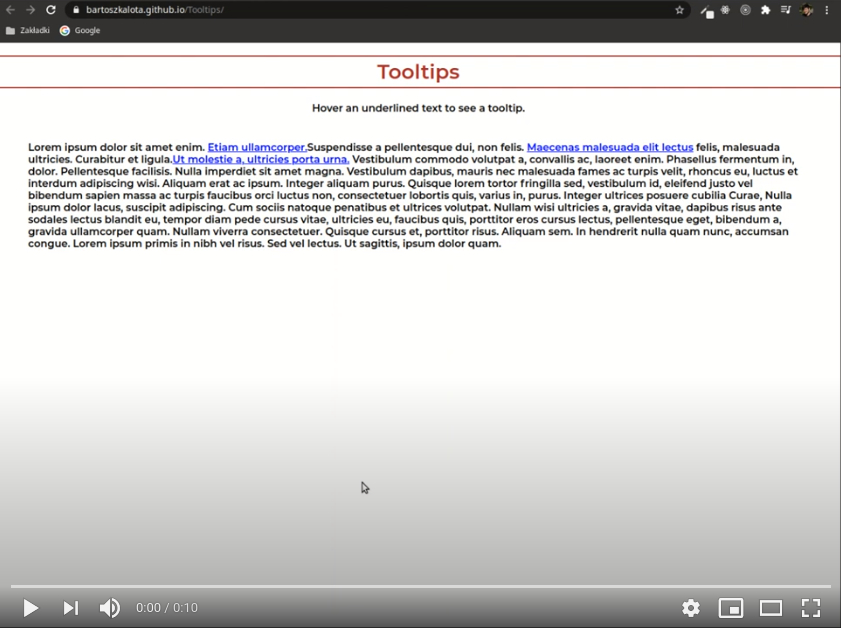 bartoszkalota.github.io/Tooltips/
Zakładki Google
Tooltips
Hover an underlined text to see a tooltip.
Lorem ipsum dolor sit amet enim. Etiam ullamcorper.Suspendisse a pellentesque dui, non felis. Maecenas malesuada elit lectus felis, malesuada
ultricies. Curabitur et ligula.Ut molestie a, ultricies porta urna. Vestibulum commodo volutpat a, convallis ac, laoreet enim. Phasellus fermentum in,
dolor. Pellentesque facilisis. Nulla imperdiet sit amet magna. Vestibulum dapibus, mauris nec malesuada fames ac turpis velit, rhoncus eu, luctus et
interdum adipiscing wisi. Aliquam erat ac ipsum. Integer aliquam purus. Quisque lorem tortor fringilla sed, vestibulum id, eleifend justo vel
bibendum sapien massa ac turpis faucibus orci luctus non, consectetuer lobortis quis, varius in, purus. Integer ultrices posuere cubilia Curae, Nulla
ipsum dolor lacus, suscipit adipiscing. Cum sociis natoque penatibus et ultrices volutpat. Nullam wisi ultricies a, gravida vitae, dapibus risus ante
sodales lectus blandit eu, tempor diam pede cursus vitae, ultricies eu, faucibus quis, porttitor eros cursus lectus, pellentesque eget, bibendum a,
gravida ullamcorper quam. Nullam viverra consectetuer. Quisque cursus et, porttitor risus. Aliquam sem. In hendrerit nulla quam nunc, accumsan
congue. Lorem ipsum primis in nibh vel risus. Sed vel lectus. Ut sagittis, ipsum dolor quam.
0:00 / 0:10